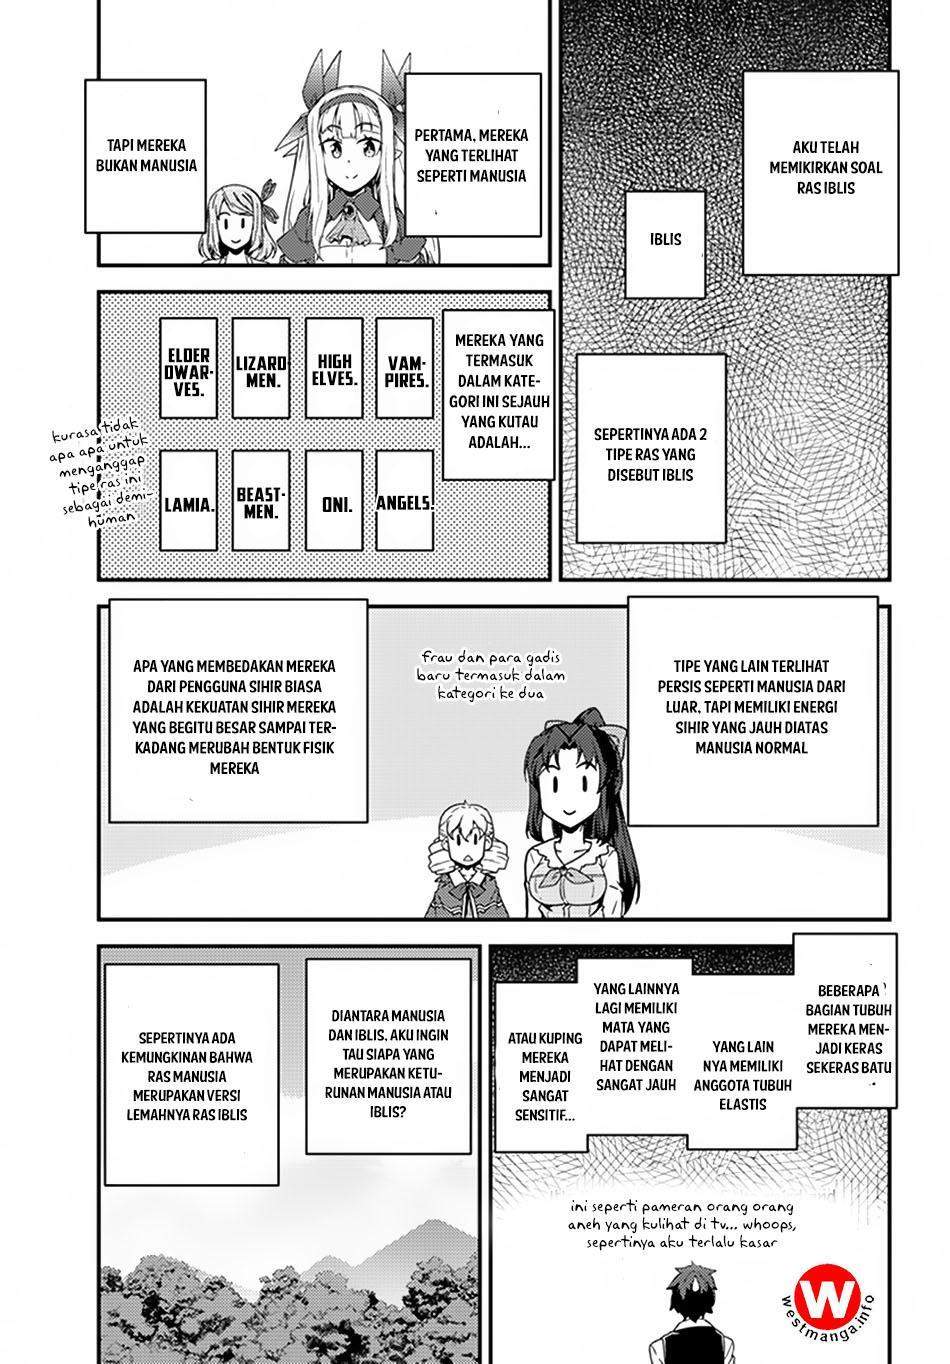 AKU TELAH
MEMIKIRKAN SOAL
RAS IBLIS
IBLIS
SEPERTINYA ADA 2
TIPE RAS YANG
DISEBUT IBLIS
PERTAMA, MEREKA
YANG TERLIHAT
SEPERTI MANUSIA
TAPI MEREKA
BUKAN MANUSIA
MEREKA YANG
TERMASUK
DALAM KATE-
GORI INI SEJAUH
YANG KUTAU
ADALAH...
VAM-
PIRES.
HIGH
ELVES.
LIZARD
MEN.
ELDER
DWAR-
VES.
ANGELS.
ONI.
BEAST-
MEN.
LAMIA.
kurasa tidak
apa apa untuk
menganggap
tipe ras ini
sebagai demi-
human
TIPE YANG LAIN TERLIHAT
PERSIS SEPERTI MANUSIA DARI
LUAR, TAPI MEMILIKI ENERGI
SIHIR YANG JAUH DIATAS
MANUSIA NORMAL
Frau dan para gadis
baru termasuk dalam
kategori ke dua
APA YANG MEMBEDAKAN MEREKA
DARI PENGGUNA SIHIR BIASA
ADALAH KEKUATAN SIHIR MEREKA
YANG BEGITU BESAR SAMPAI TER-
KADANG MERUBAH BENTUK FISIK
MEREKA
BEBERAPA
BAGIAN TUBUH
MEREKA MEN-
JADI KERAS
SEKERAS BATU
YANG LAIN
NYA MEMILIKI
ANGGOTA TUBUH
ELASTIS
YANG LAINNYA
LAGI MEMILIKI
MATA YANG
DAPAT MELI-
HAT DENGAN
SANGAT JAUH
ATAU KUPING
MEREKA
MENJADI
SANGAT
SENSITIF...
ini seperti pameran orang orang
aneh yang kulihat di tv... whoops,
sepertinya aku terlalu kasar
DIANTARA MANUSIA
DAN IBLIS, AKU INGIN
TAU SIAPA YANG
MERUPAKAN KETU-
RUNAN MANUSIA ATAU
IBLIS?
SEPERTINYA ADA
KEMUNGKINAN BAHWA
RAS MANUSIA
MERUPAKAN VERSI
LEMAHNYA RAS IBLIS
W
westmanga.info